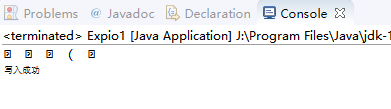 Problems @ Javadoc Declaration Console
<terminated> Expio1 [Java Application] J:\Program Files\Java\jdk-1
(
写入成功